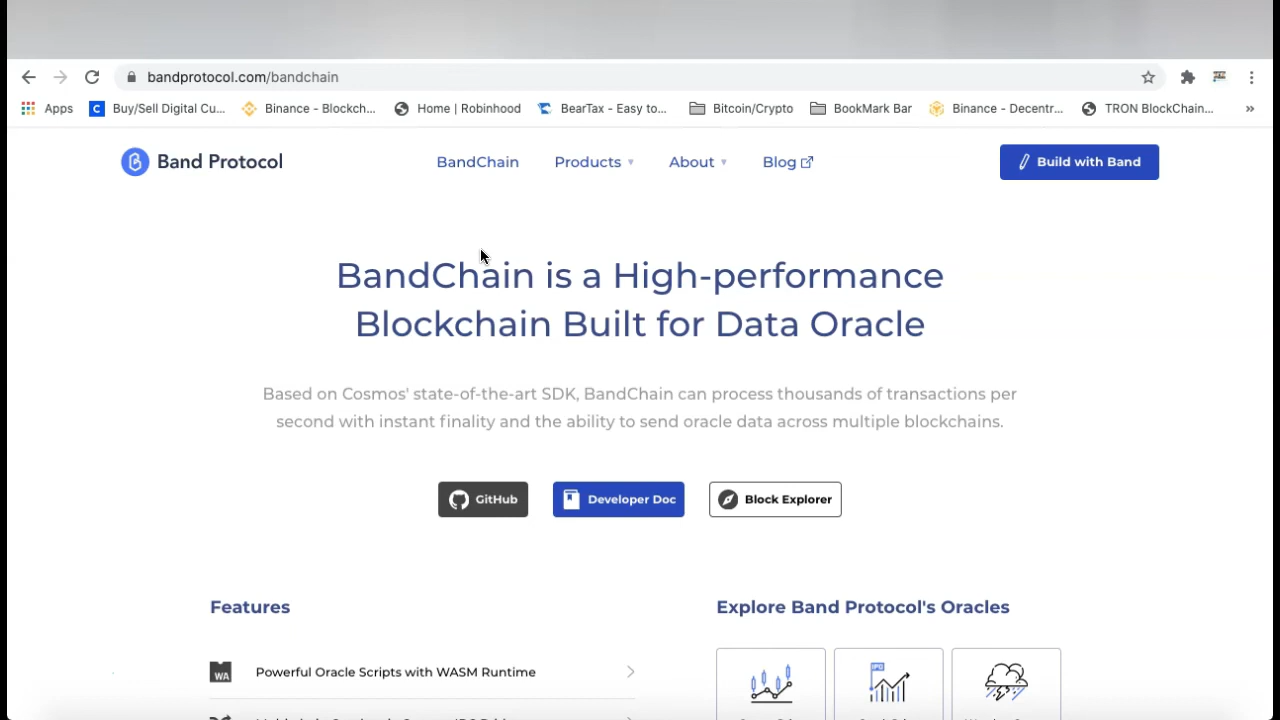 bandprotocol.com/bandchain
Apps Buy/Sell Digital Cu... Binance - Blockch... Home | Robinhood BearTax - Easy to... Bitcoin/Crypto BookMark Bar Binance - Decentr... TRON BlockChain... »
Band Protocol BandChain Products About Blog Build with Band
BandChain is a High-performance
Blockchain Built for Data Oracle
Based on Cosmos' state-of-the-art SDK, BandChain can process thousands of transactions per
second with instant finality and the ability to send oracle data across multiple blockchains.
GitHub Developer Doc Block Explorer
Features Explore Band Protocol's Oracles
WA Powerful Oracle Scripts with WASM Runtime
IPO